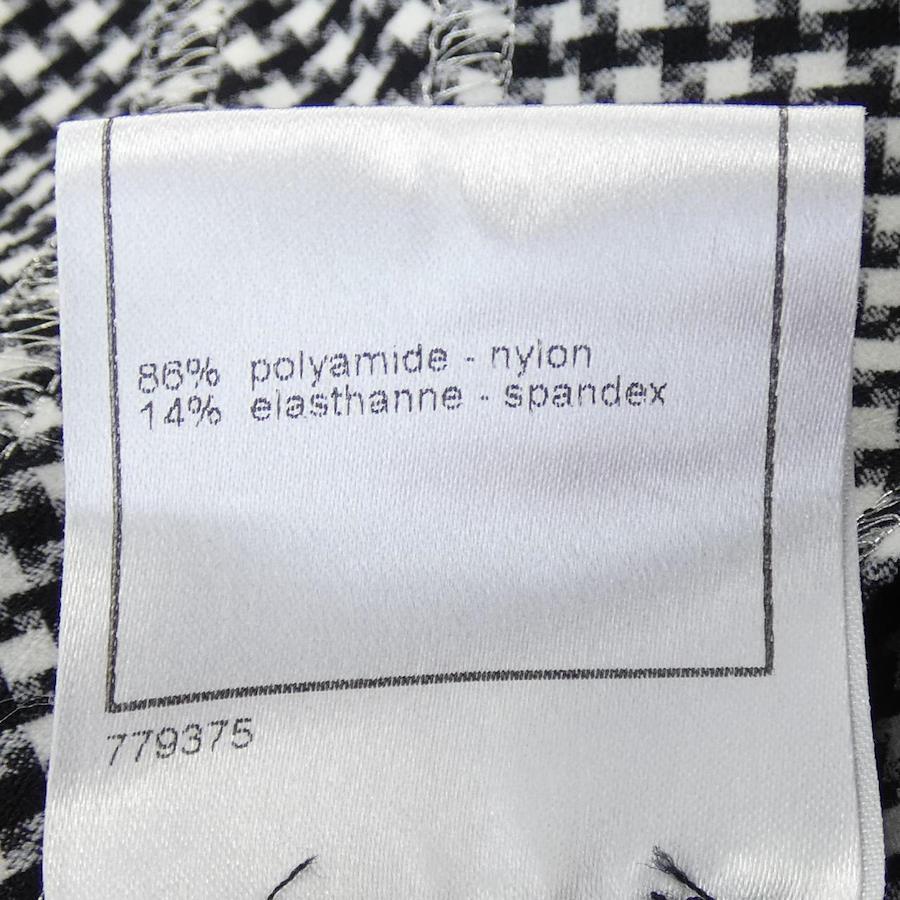 86% polyamide - nylon
14% elasthanne - spandex
779375